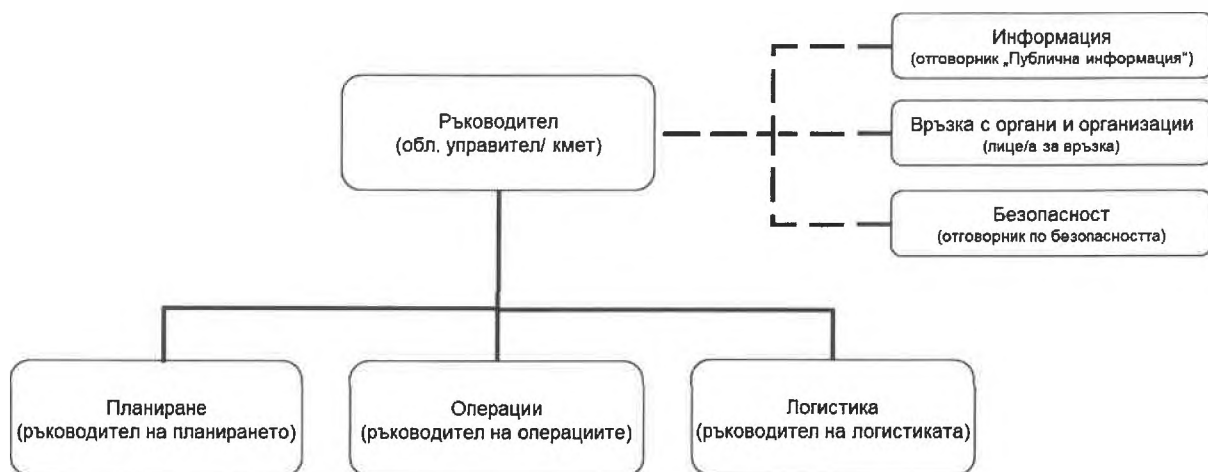 Информация
(отговорник „Публична информация“)
Ръководител
(обл. управител/ кмет)
Връзка с органи и организации
(лице/а за връзка)
Безопасност
(отговорник по безопасността)
Планиране
(ръководител на планирането)
Операции
(ръководител на операциите)
Логистика
(ръководител на логистиката)